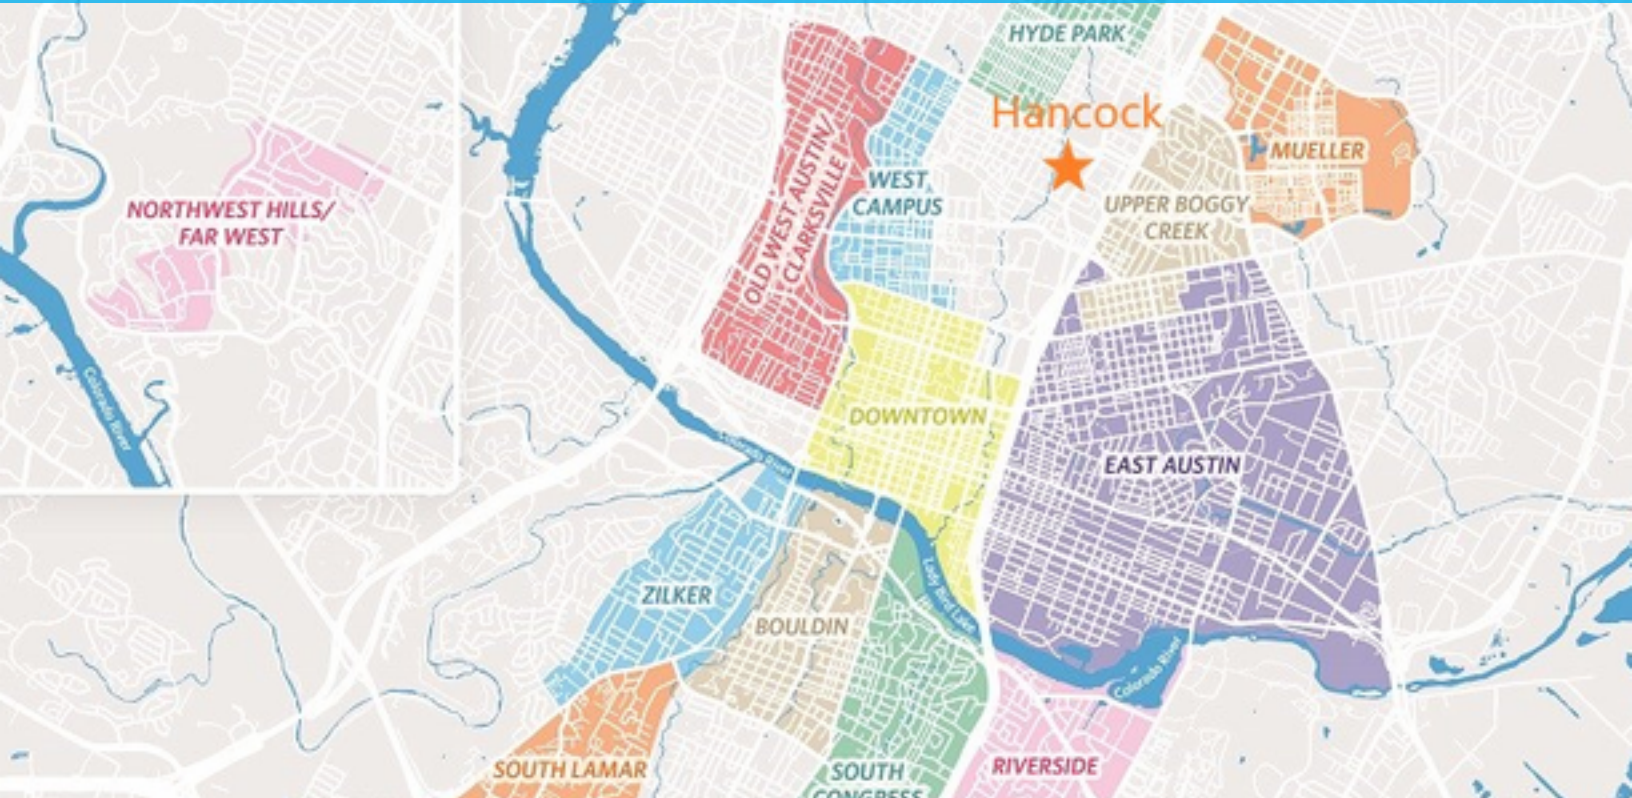 HYDE PARK
Hancock
MUELLER
OLD WEST AUSTIN/
CLARKSVILLE
WEST
CAMPUS
UPPER BOGGY
CREEK
NORTHWEST HILLS/
FAR WEST
Colorado River
DOWNTOWN
Colorado River
EAST AUSTIN
ZILKER
BOULDIN
Lady Bird Lake
Colorado River
SOUTH LAMAR
SOUTH
CONGRESS
RIVERSIDE